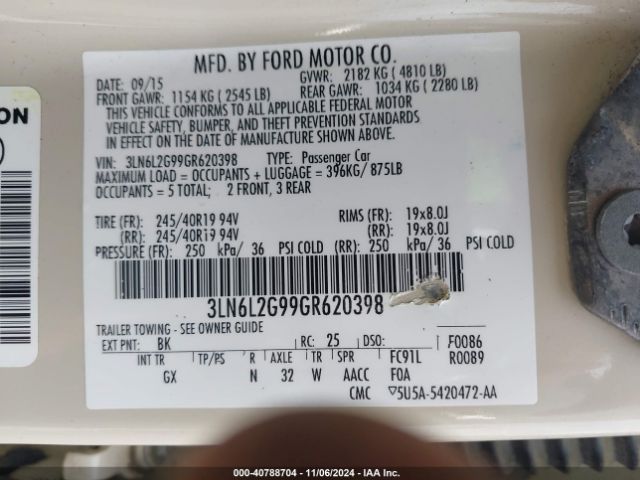 MFD. BY FORD MOTOR CO.
DATE: 09/15 GVWR: 2182 KG ( 4810 LB)
FRONT GAWR: 1154 KG ( 2545 LB) REAR GAWR: 1034 KG ( 2280 LB)
THIS VEHICLE CONFORMS TO ALL APPLICABLE FEDERAL MOTOR
VEHICLE SAFETY, BUMPER, AND THEFT PREVENTION STANDARDS
IN EFFECT ON THE DATE OF MANUFACTURE SHOWN ABOVE.
VIN: 3LN6L2G99GR620398 TYPE: Passenger Car
MAXIMUM LOAD = OCCUPANTS + LUGGAGE = 396KG/ 875LB
OCCUPANTS = 5 TOTAL; 2 FRONT, 3 REAR
TIRE (FR): 245/40R19 94V RIMS (FR): 19x8.0J
(RR): 245/40R19 94V (RR): 19x8.0J
PRESSURE (FR): 250 kPa/ 36 PSI COLD (RR): 250 kPa/ 36 PSI COLD
3LN6L2G99GR620398
TRAILER TOWING - SEE OWNER GUIDE
EXT PNT: BK RC: 25 DSO: F0086
INT TR TP/PS R AXLE TR SPR FC91L R0089
GX N 32 W AACC F0A
CMC 5U5A-5420472-AA
ON
000-40788704 - 11/06/2024 - IAA Inc.